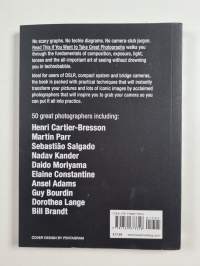 No scary graphs. No techie diagrams. No camera club jargon.
Read This if You Want to Take Great Photographs walks you
through the fundamentals of composition, exposure, light,
lenses and the all-important art of seeing without drowning
you in technobabble.
Ideal for users of DSLR, compact system and bridge cameras,
the book is packed with practical techniques that will instantly
transform your pictures and lots of iconic images by acclaimed
photographers that will inspire you to grab your camera so you
can put it all into practice.
50 great photographers including:
Henri Cartier-Bresson
Martin Parr
Sebastião Salgado
Nadav Kander
Daido Moriyama
Elaine Constantine
Ansel Adams
Guy Bourdin
Dorothea Lange
Bill Brandt
COVER DESIGN BY PENTAGRAM